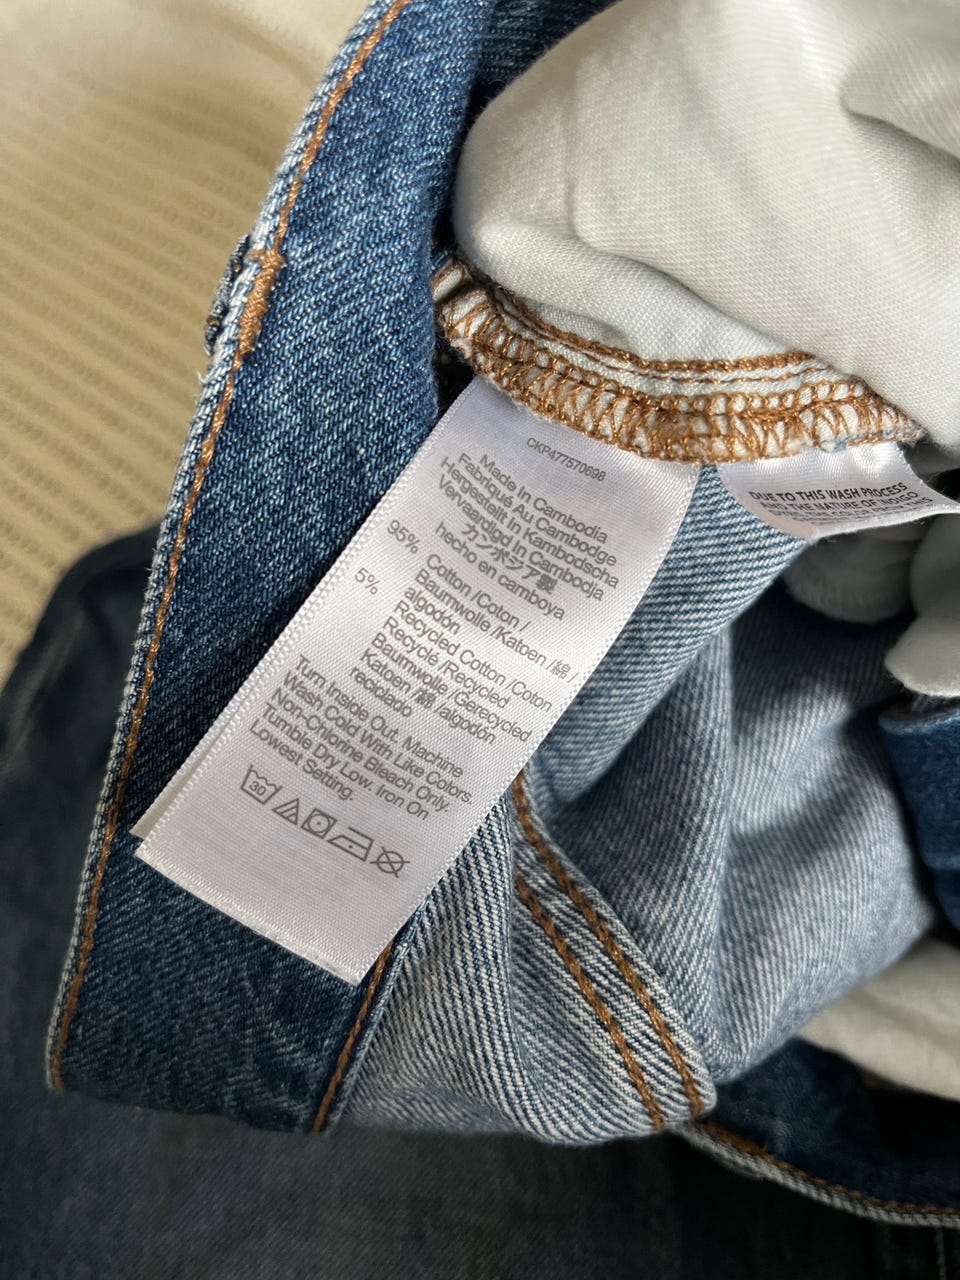 CKP477570698
Made In Cambodia
Fabriqué Au Cambodge
Hergestellt In Kambodscha
Vervaardigd In Cambodja
カンボジア製
hecho en camboya
95% Cotton /Coton /
Baumwolle /Katoen /綿
algodón
5% Recycled Cotton /Coton
Recyclé /Recycled
Baumwolle /Gerecycled
Katoen /綿 /algodón
reciclado
Turn Inside Out. Machine
Wash Cold With Like Colors.
Non-Chlorine Bleach Only.
Tumble Dry Low. Iron On
Lowest Setting.
30
DUE TO THIS WASH PROCESS
AND THE NATURE OF INDIGO